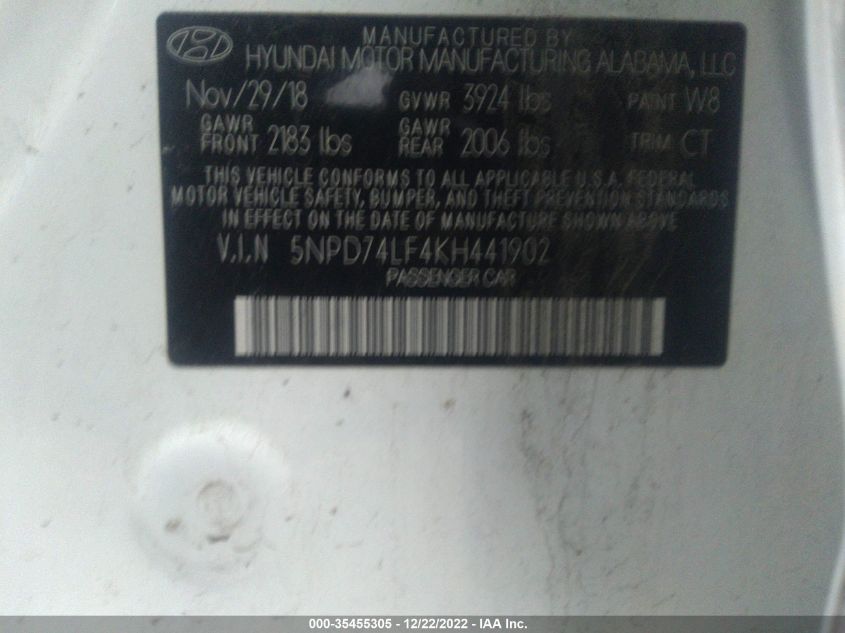 MANUFACTURED BY
HYUNDAI MOTOR MANUFACTURING ALABAMA, LLC
Nov/29/18 GVWR 3924 lbs PAINT W8
GAWR FRONT 2183 lbs GAWR REAR 2006 lbs TRIM CT
THIS VEHICLE CONFORMS TO ALL APPLICABLE U.S.A. FEDERAL
MOTOR VEHICLE SAFETY, BUMPER, AND THEFT PREVENTION STANDARDS
IN EFFECT ON THE DATE OF MANUFACTURE SHOWN ABOVE.
V.I.N 5NPD74LF4KH441902
PASSENGER CAR
000-35455305 - 12/22/2022 - IAA Inc.